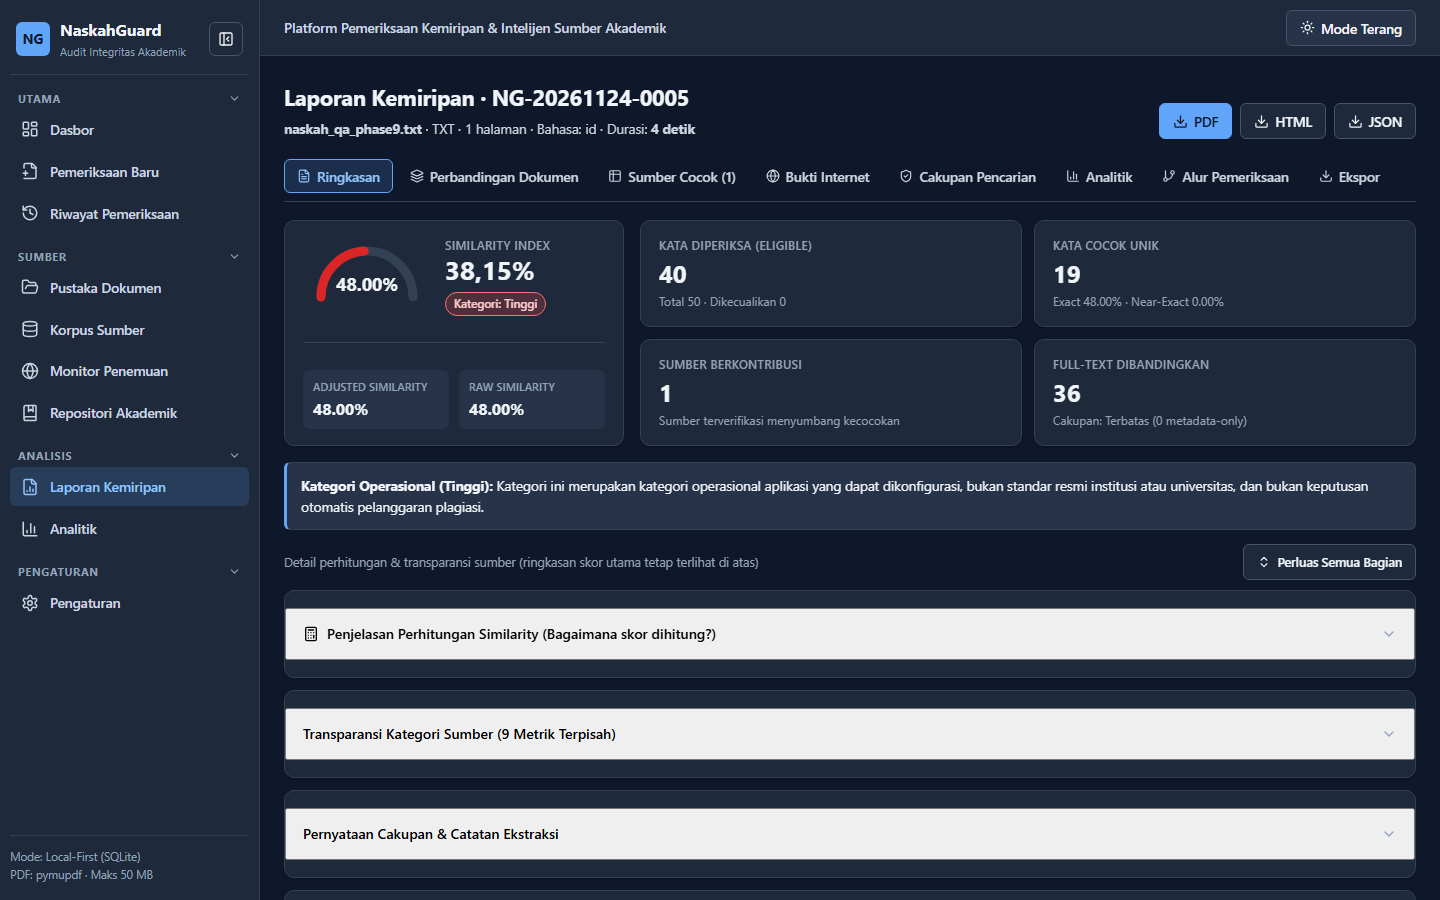 NG
NaskahGuard
Audit Integritas Akademik
UTAMA
Dasbor
Pemeriksaan Baru
Riwayat Pemeriksaan
SUMBER
Pustaka Dokumen
Korpus Sumber
Monitor Penemuan
Repositori Akademik
ANALISIS
Laporan Kemiripan
Analitik
PENGATURAN
Pengaturan
Mode: Local-First (SQLite)
PDF: pymupdf · Maks 50 MB
Platform Pemeriksaan Kemiripan & Intelijen Sumber Akademik
Mode Terang
Laporan Kemiripan · NG-20261124-0005
naskah_qa_phase9.txt · TXT · 1 halaman · Bahasa: id · Durasi: 4 detik
PDF
HTML
JSON
Ringkasan
Perbandingan Dokumen
Sumber Cocok (1)
Bukti Internet
Cakupan Pencarian
Analitik
Alur Pemeriksaan
Ekspor
48.00%
SIMILARITY INDEX
38,15%
Kategori: Tinggi
ADJUSTED SIMILARITY
48.00%
RAW SIMILARITY
48.00%
KATA DIPERIKSA (ELIGIBLE)
40
Total 50 · Dikecualikan 0
KATA COCOK UNIK
19
Exact 48.00% · Near-Exact 0.00%
SUMBER BERKONTRIBUSI
1
Sumber terverifikasi menyumbang kecocokan
FULL-TEXT DIBANDINGKAN
36
Cakupan: Terbatas (0 metadata-only)
Kategori Operasional (Tinggi): Kategori ini merupakan kategori operasional aplikasi yang dapat dikonfigurasi, bukan standar resmi institusi atau universitas, dan bukan keputusan
otomatis pelanggaran plagiasi.
Detail perhitungan & transparansi sumber (ringkasan skor utama tetap terlihat di atas)
Perluas Semua Bagian
Penjelasan Perhitungan Similarity (Bagaimana skor dihitung?)
Transparansi Kategori Sumber (9 Metrik Terpisah)
Pernyataan Cakupan & Catatan Ekstraksi